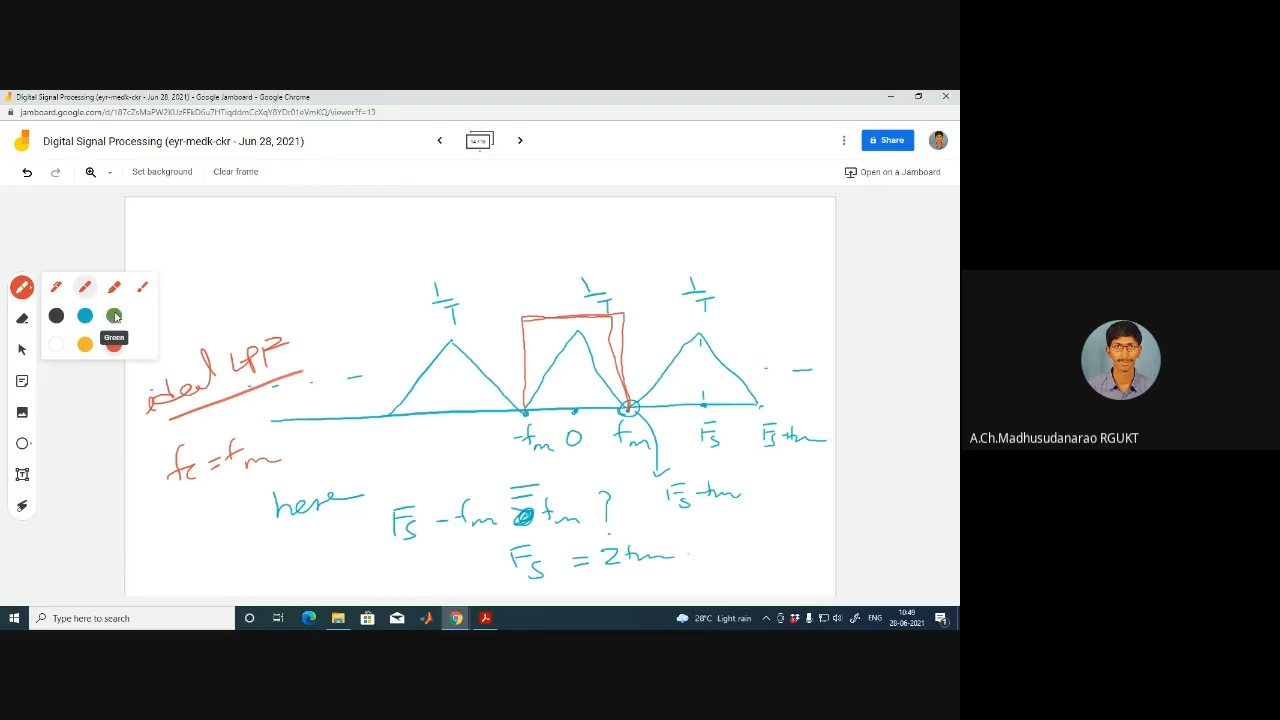 Digital Signal Processing (eyr-medk-ckr - Jun 28, 2021) - Google Jamboard - Google Chrome
Digital Signal Processing (eyr-medk-ckr - Jun 28, 2021)
14 / 16
Share
Set background
Clear frame
Open on a Jamboard
Green
1/T
1/T
1/T
ideal LPF
-fm 0 fm Fs Fs+fm
fc = fm
Fs-fm
here
Fs - fm = fm ?
Fs = 2fm
A.Ch.Madhusudanarao RGUKT
Type here to search
28°C Light rain
ENG
10:49
28-06-2021